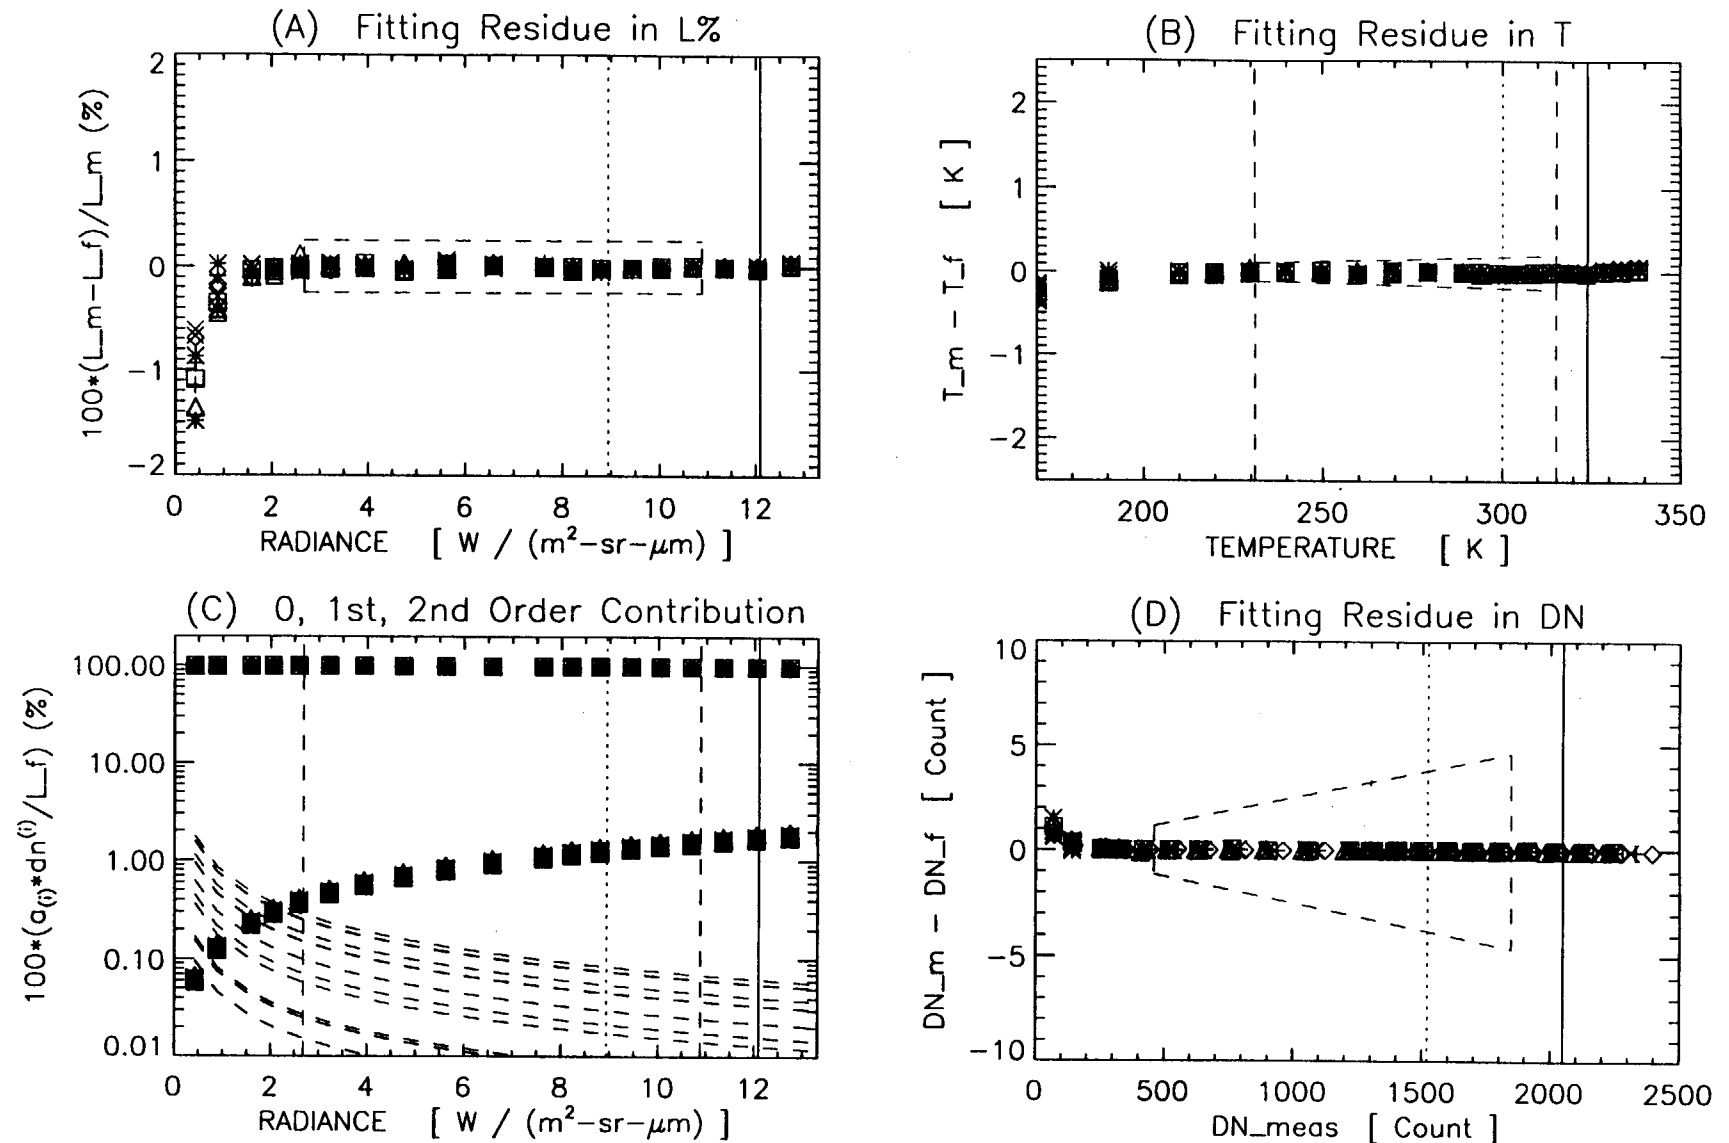 (A) Fitting Residue in L%
100*(L_m-L_f)/L_m (%)
2
1
0
-1
-2
0 2 4 6 8 10 12
RADIANCE [ W / (m²-sr-μm) ]
(B) Fitting Residue in T
T_m - T_f [ K ]
2
1
0
-1
-2
200 250 300 350
TEMPERATURE [ K ]
(C) 0, 1st, 2nd Order Contribution
100*(a(i)*dn(i)/L_f) (%)
100.00
10.00
1.00
0.10
0.01
0 2 4 6 8 10 12
RADIANCE [ W / (m²-sr-μm) ]
(D) Fitting Residue in DN
DN_m - DN_f [ Count ]
10
5
0
-5
-10
0 500 1000 1500 2000 2500
DN_meas [ Count ]